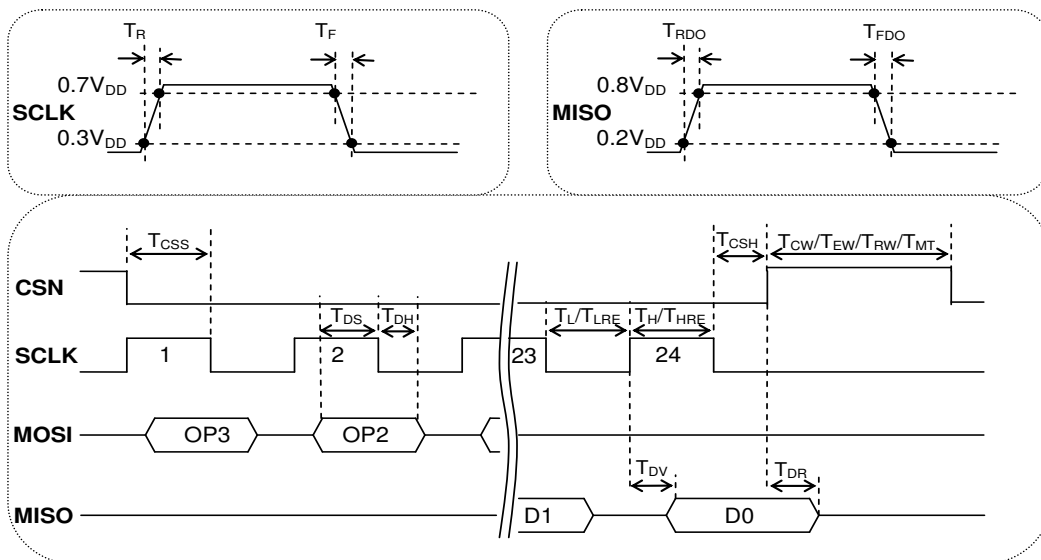 TR TF
0.7VDD
SCLK
0.3VDD
TRDO TFDO
0.8VDD
MISO
0.2VDD
TCSS TCSH TCW/TEW/TRW/TMT
CSN
TDS TDH TL/TLRE TH/THRE
SCLK 1 2 23 24
MOSI OP3 OP2
TDV TDR
MISO D1 D0